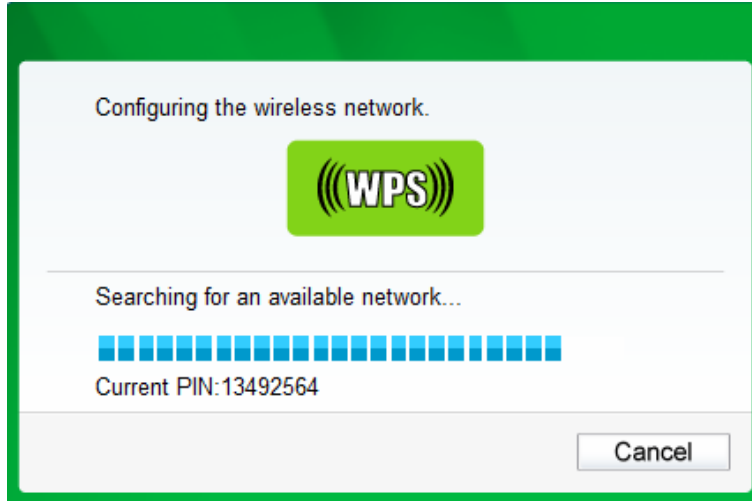 Configuring the wireless network.
WPS
Searching for an available network...
Current PIN:13492564
Cancel